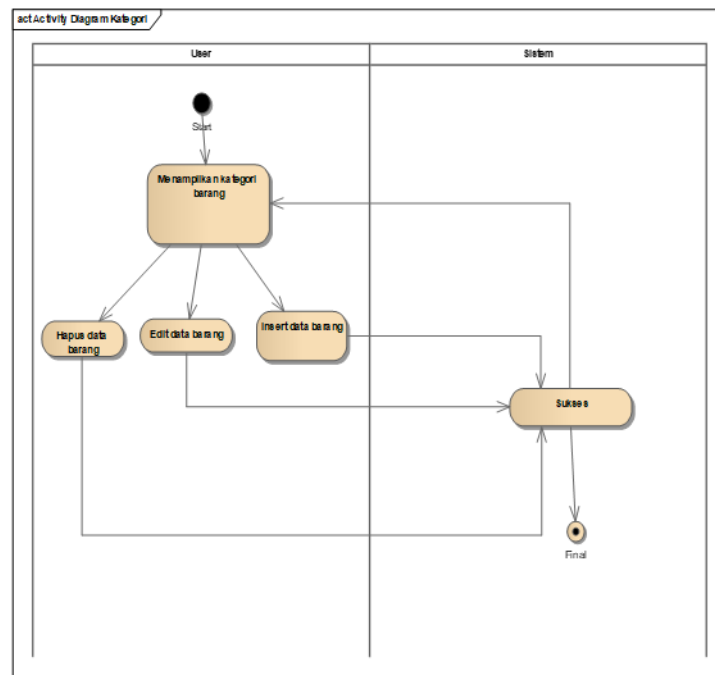 act Activity Diagram Kategori
User
Sistem
Start
Menampilkan kategori
barang
Hapus data
barang
Edit data barang
Insert data barang
Sukses
Final